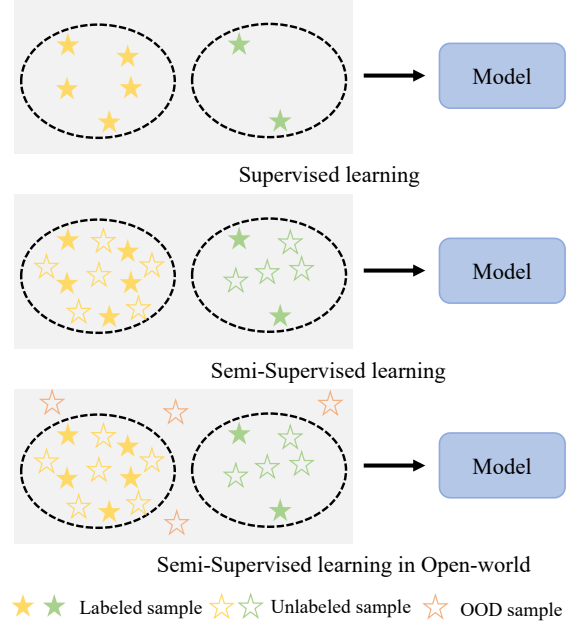 Model
Supervised learning
Model
Semi-Supervised learning
Model
Semi-Supervised learning in Open-world
Labeled sample Unlabeled sample OOD sample